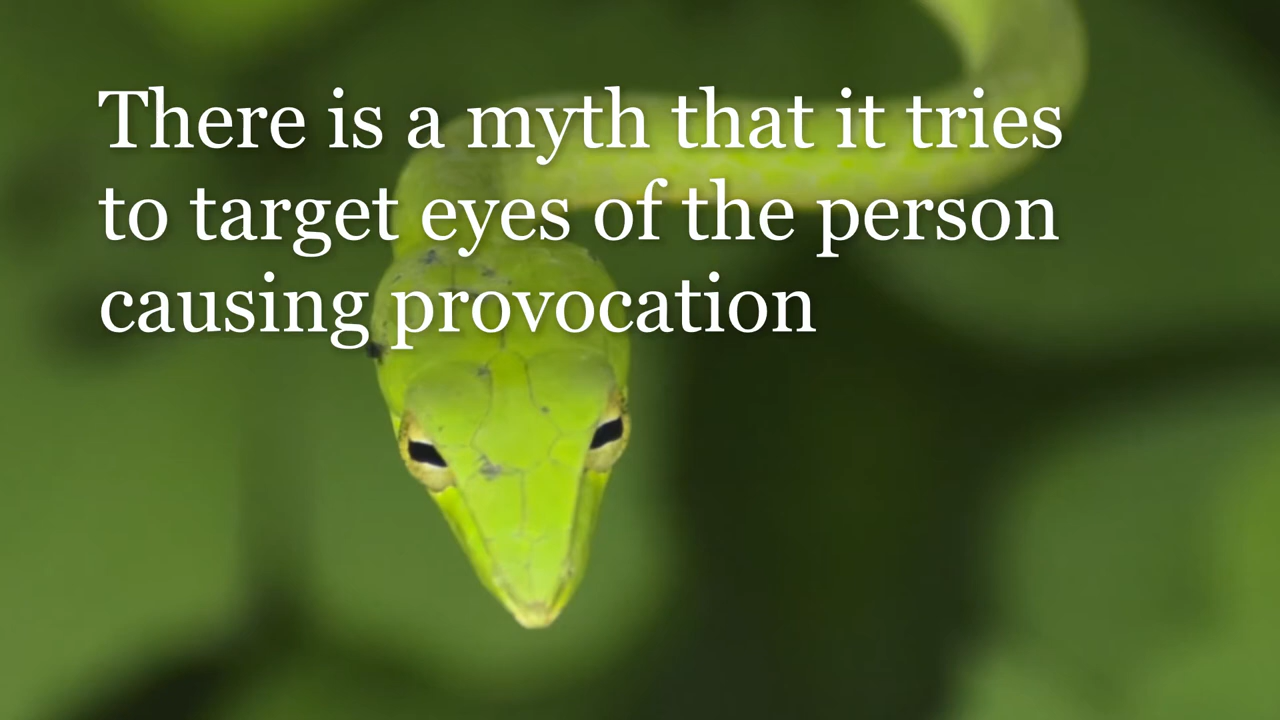 There is a myth that it tries
to target eyes of the person
causing provocation